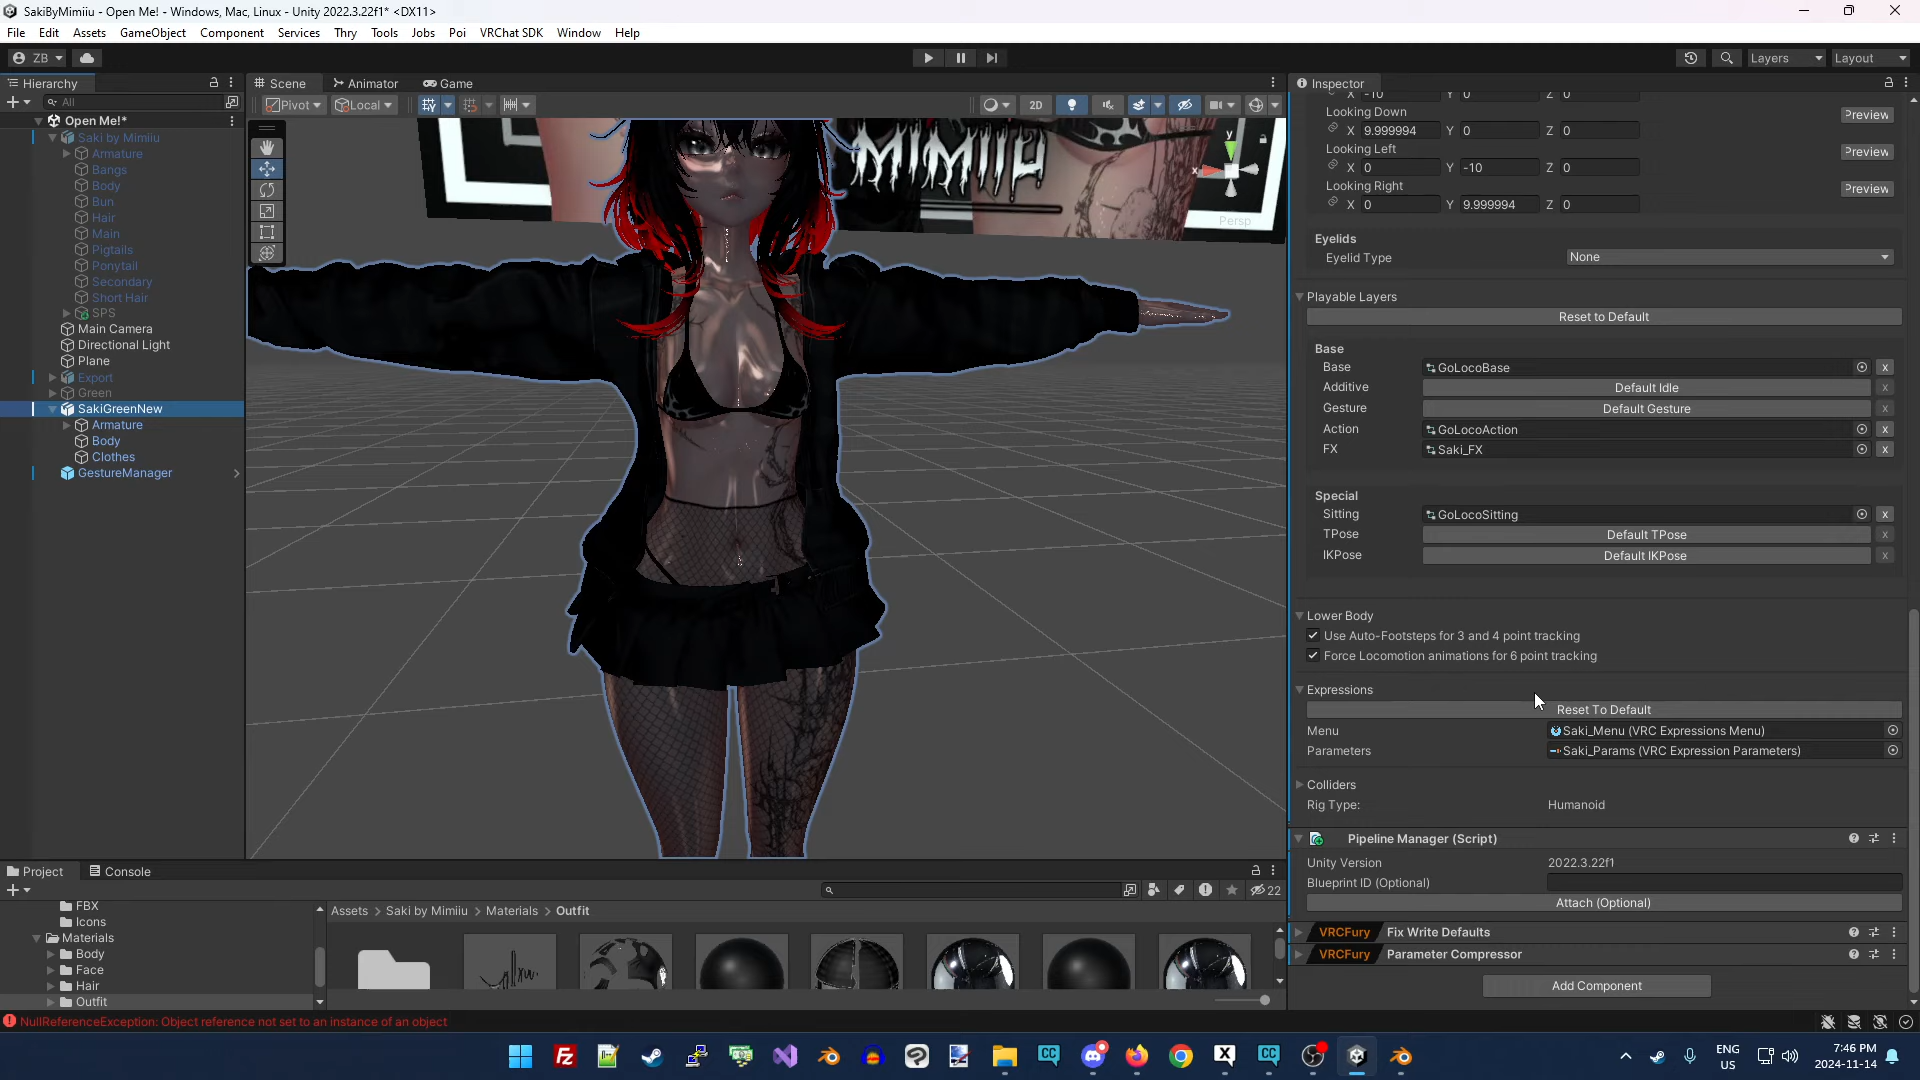 SakiByMimiiu - Open Me! - Windows, Mac, Linux - Unity 2022.3.22f1* <DX11>
File Edit Assets GameObject Component Services Thry Tools Jobs Poi VRChat SDK Window Help
ZB Layers Layout
Hierarchy Scene Animator Game Inspector
All Pivot Local 2D
Open Me!*
Saki by Mimiiu
Armature
Bangs
Body
Bun
Hair
Main
Pigtails
Ponytail
Secondary
Short Hair
SPS
Main Camera
Directional Light
Plane
Export
Green
SakiGreenNew
Armature
Body
Clothes
GestureManager
MIMIIU
y
x
Persp
X -10 Y 0 Z 0
Looking Down Preview
X 9.999994 Y 0 Z 0
Looking Left Preview
X 0 Y -10 Z 0
Looking Right Preview
X 0 Y 9.999994 Z 0
Eyelids
Eyelid Type None
Playable Layers
Reset to Default
Base
Base GoLocoBase x
Additive Default Idle x
Gesture Default Gesture x
Action GoLocoAction x
FX Saki_FX x
Special
Sitting GoLocoSitting x
TPose Default TPose x
IKPose Default IKPose x
Lower Body
Use Auto-Footsteps for 3 and 4 point tracking
Force Locomotion animations for 6 point tracking
Expressions
Reset To Default
Menu Saki_Menu (VRC Expressions Menu)
Parameters Saki_Params (VRC Expression Parameters)
Colliders
Rig Type: Humanoid
Pipeline Manager (Script)
Unity Version 2022.3.22f1
Blueprint ID (Optional)
Attach (Optional)
VRCFury Fix Write Defaults
VRCFury Parameter Compressor
Add Component
Project Console
22
FBX
Icons
Materials
Body
Face
Hair
Outfit
Assets > Saki by Mimiiu > Materials > Outfit
NullReferenceException: Object reference not set to an instance of an object
ENG
US
7:46 PM
2024-11-14